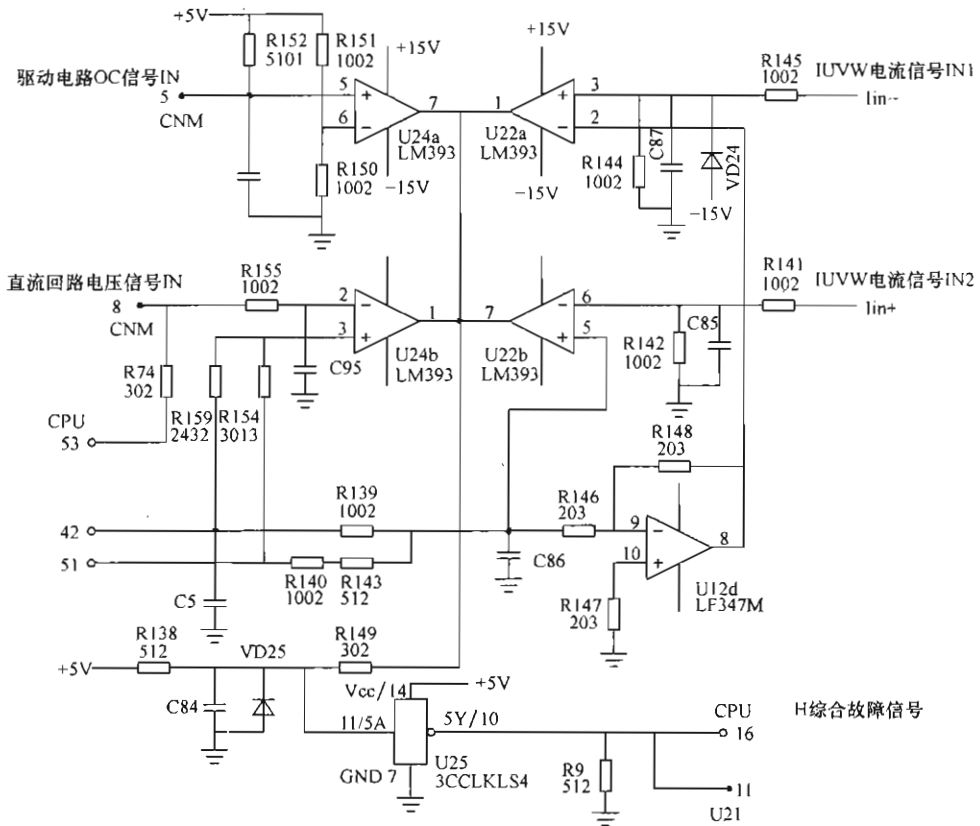 +5V
R152
5101
R151
1002
+15V
+15V
驱动电路OC信号IN
5
CNM
5
6
7
U24a
LM393
-15V
R150
1002
1
3
2
U22a
LM393
-15V
R144
1002
C87
VD24
-15V
R145
1002
IUVW电流信号IN1
Iin-
直流回路电压信号IN
8
CNM
R155
1002
2
3
1
U24b
LM393
C95
7
6
5
U22b
LM393
R142
1002
C85
R141
1002
IUVW电流信号IN2
Iin+
R74
302
R159
2432
R154
3013
CPU
53
42
51
R139
1002
R140
1002
R143
512
C5
C86
R146
203
R148
203
9
10
8
U12d
LF347M
R147
203
R138
512
+5V
VD25
C84
R149
302
Vcc/14
+5V
11/5A
5Y/10
GND 7
U25
3CCLKLS4
R9
512
CPU
16
H综合故障信号
11
U21